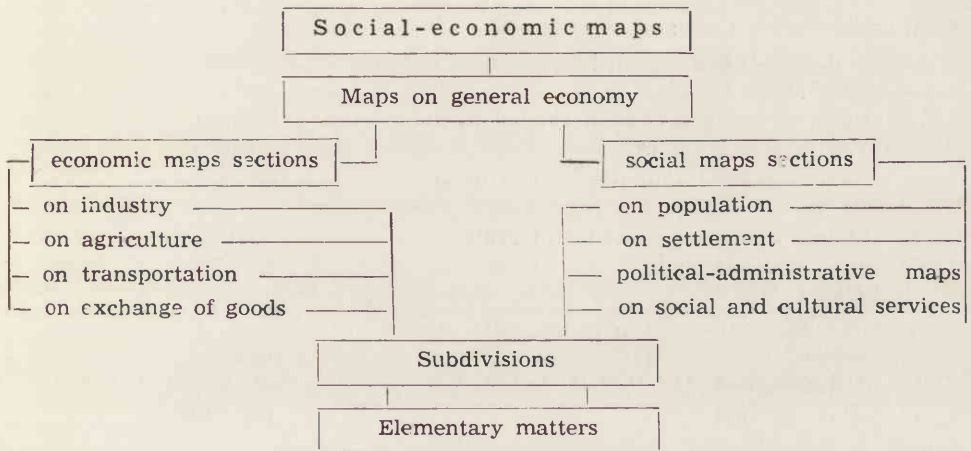 Social-economic maps
Maps on general economy
economic maps sections
on industry
on agriculture
on transportation
on exchange of goods
social maps sections
on population
on settlement
political-administrative maps
on social and cultural services
Subdivisions
Elementary matters